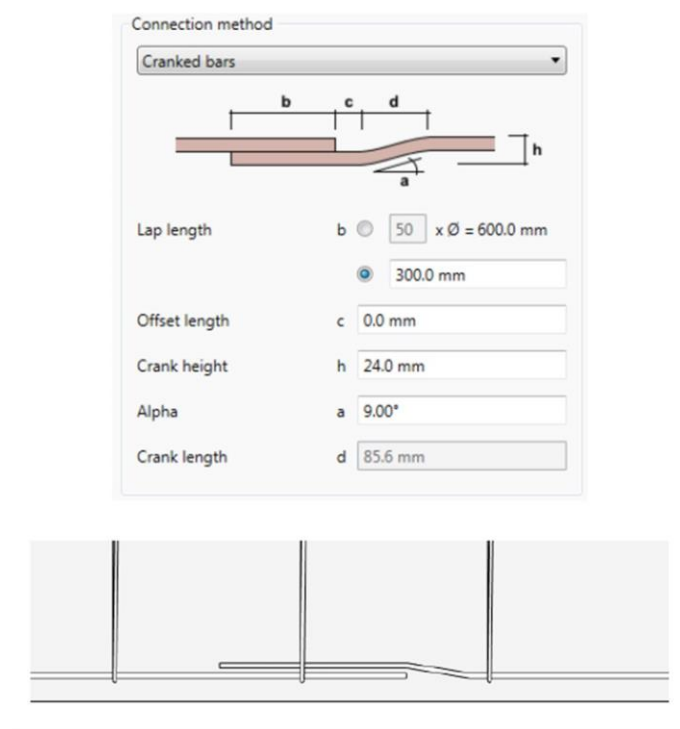 Connection method
Cranked bars
b c d
h
a
Lap length b 50 x Ø = 600.0 mm
300.0 mm
Offset length c 0.0 mm
Crank height h 24.0 mm
Alpha a 9.00°
Crank length d 85.6 mm